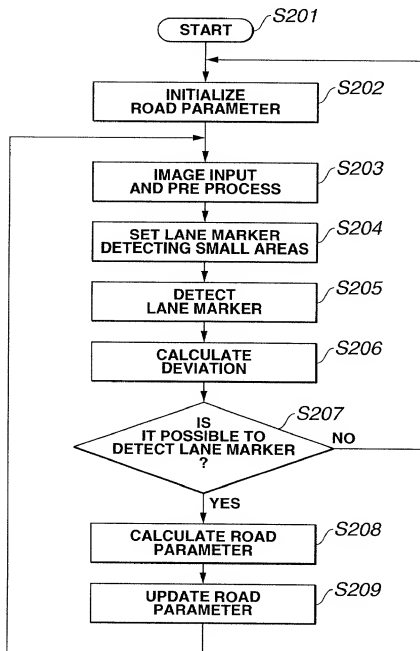 START
S201
INITIALIZE
ROAD PARAMETER
S202
IMAGE INPUT
AND PRE PROCESS
S203
SET LANE MARKER
DETECTING SMALL AREAS
S204
DETECT
LANE MARKER
S205
CALCULATE
DEVIATION
S206
IS
IT POSSIBLE TO
DETECT LANE MARKER
?
S207
NO
YES
CALCULATE ROAD
PARAMETER
S208
UPDATE ROAD
PARAMETER
S209